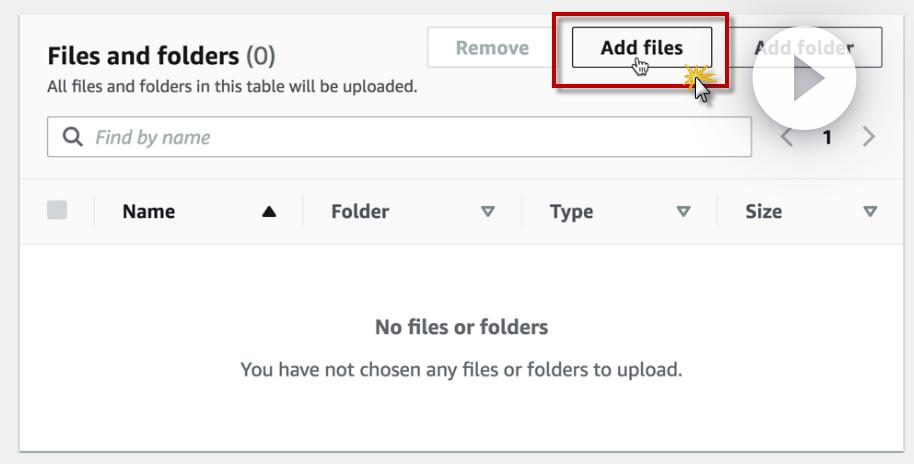 Files and folders (0)
Remove
Add files
Add folder
All files and folders in this table will be uploaded.
Find by name
1
Name
Folder
Type
Size
No files or folders
You have not chosen any files or folders to upload.